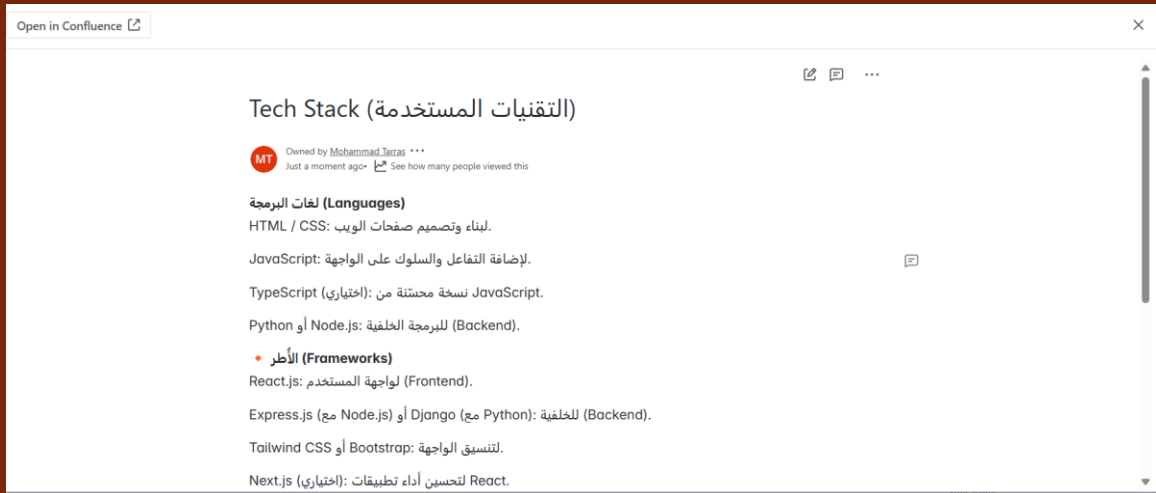 Open in Confluence
Tech Stack (التقنيات المستخدمة)
MT
Owned by Mohammad Tarras •••
Just a moment ago• See how many people viewed this
لغات البرمجة (Languages)
HTML / CSS: لبناء وتصميم صفحات الويب.
JavaScript: لإضافة التفاعل والسلوك على الواجهة.
TypeScript (اختياري): نسخة محسّنة من JavaScript.
Python أو Node.js: للبرمجة الخلفية (Backend).
🔸 الأُطر (Frameworks)
React.js: لواجهة المستخدم (Frontend).
Express.js (مع Node.js) أو Django (مع Python): للخلفية (Backend).
Tailwind CSS أو Bootstrap: لتنسيق الواجهة.
Next.js (اختياري): لتحسين أداء تطبيقات React.